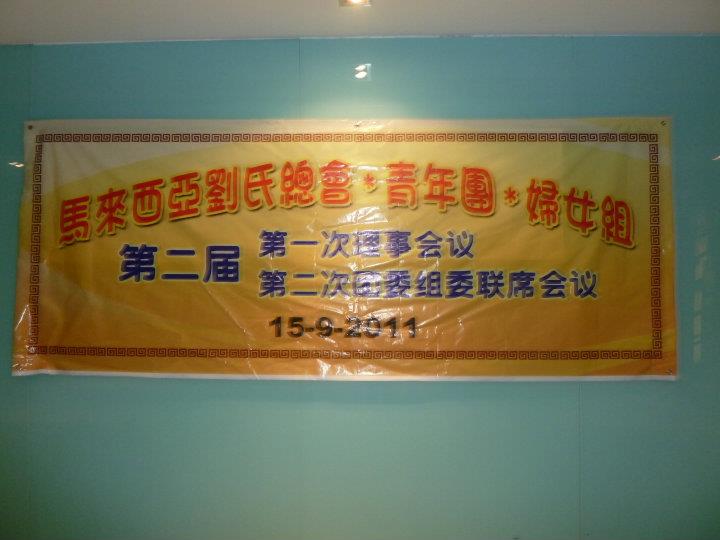 馬來西亞劉氏總會*青年團*婦女組
第二届
第一次理事会议
第二次团委组委联席会议
15-9-2011